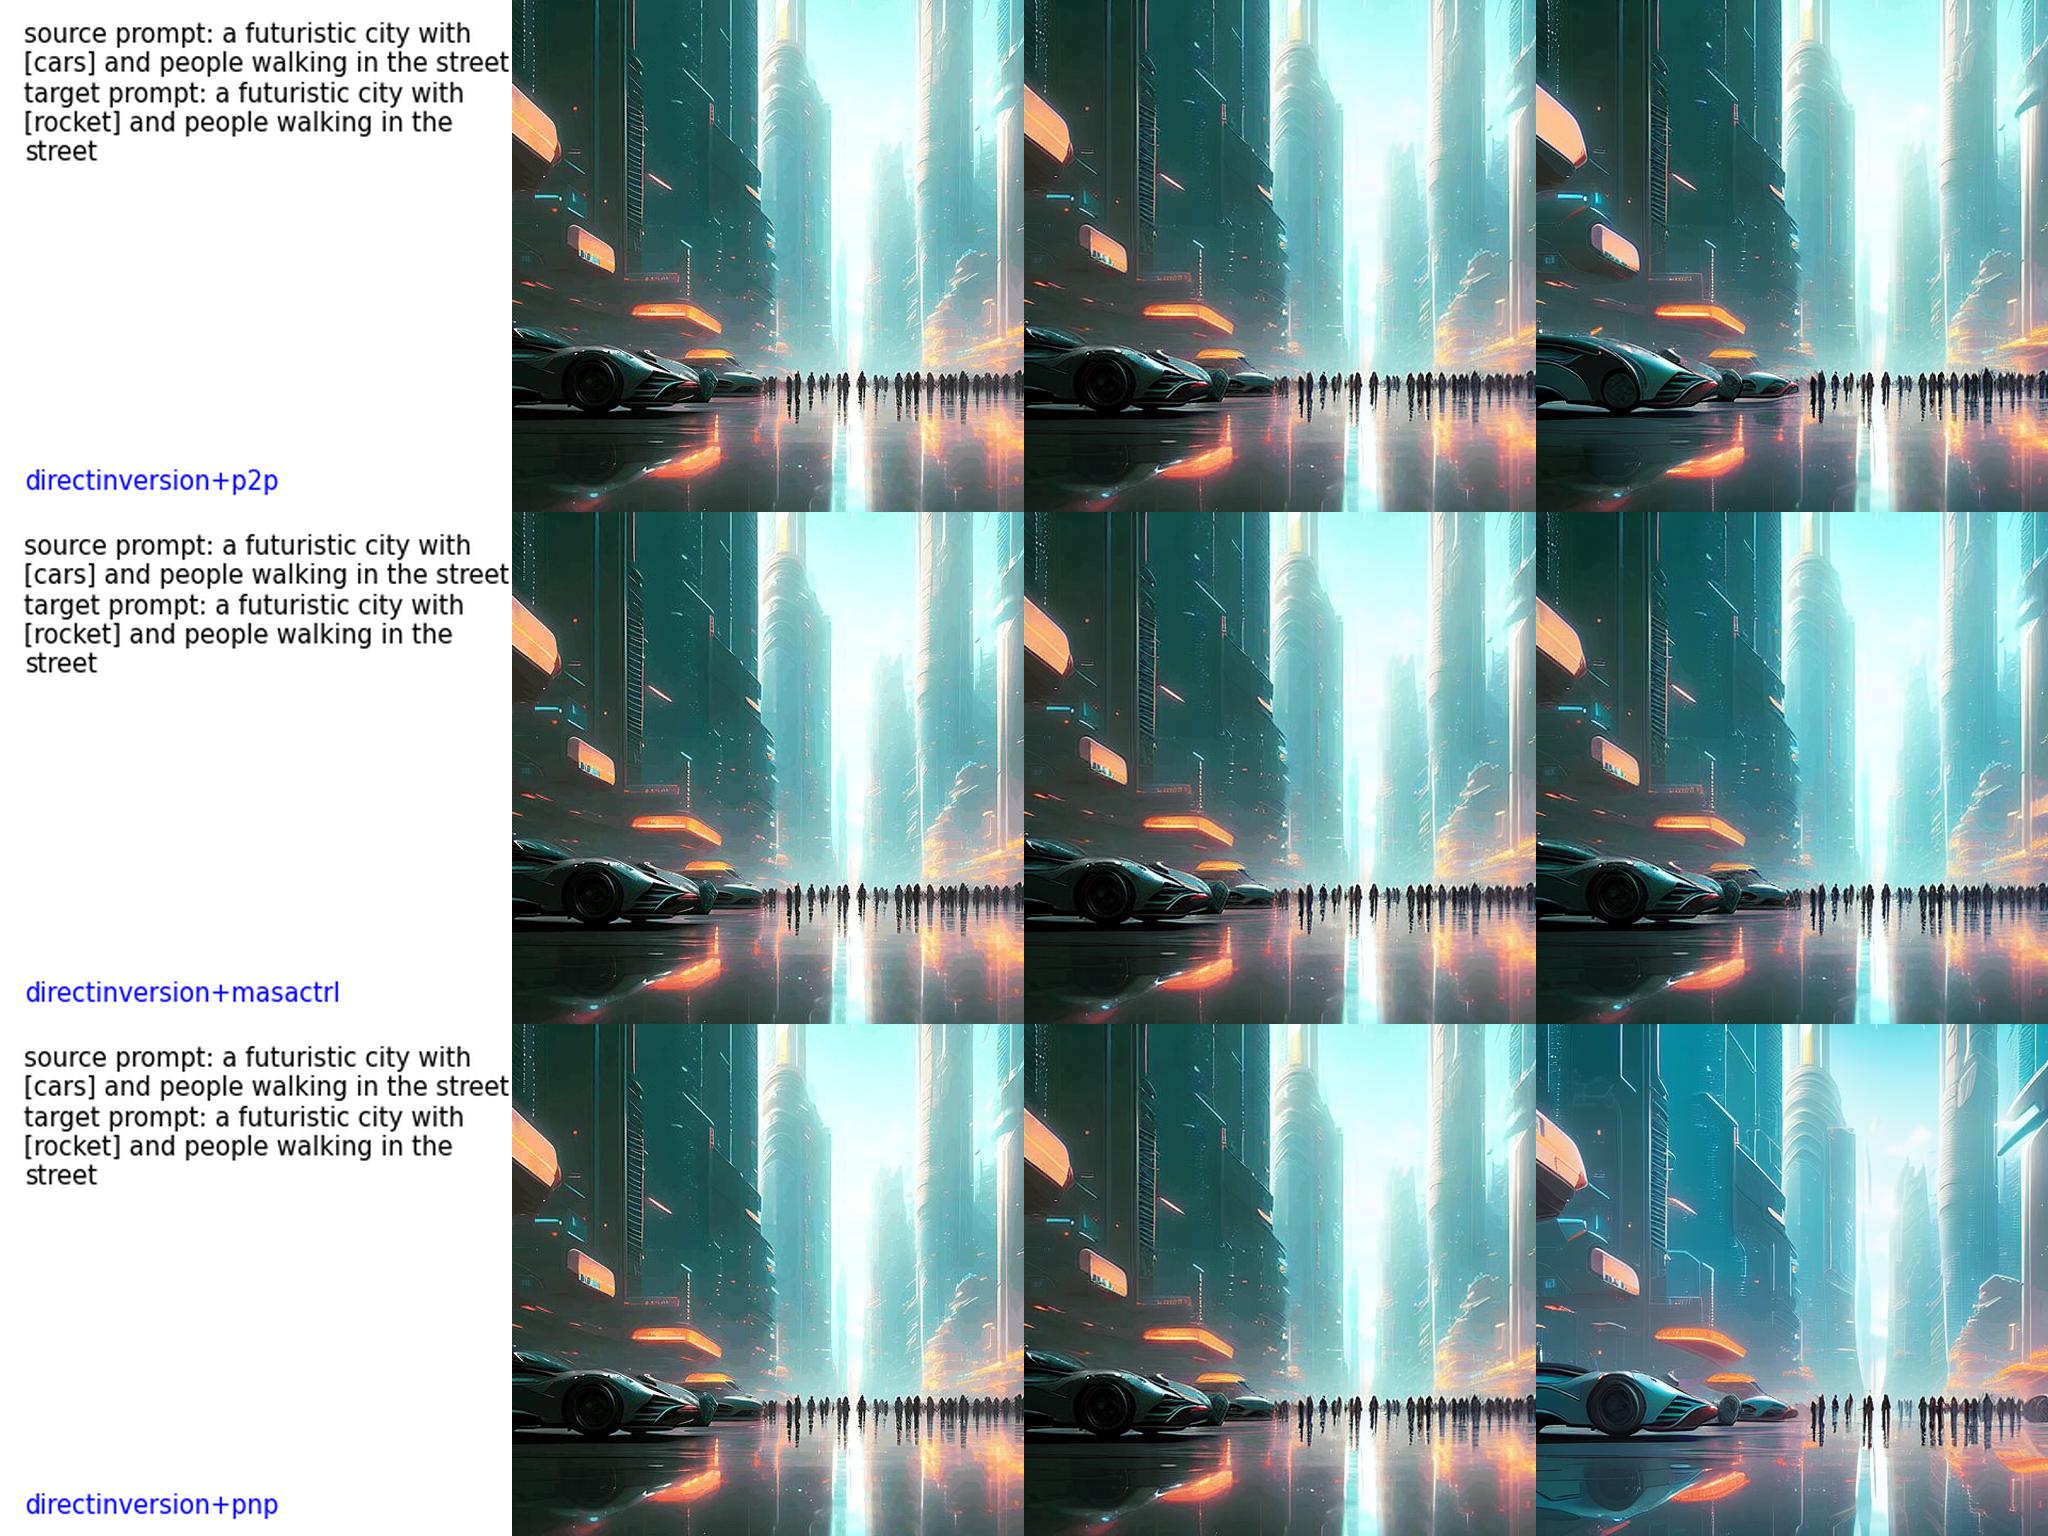 source prompt: a futuristic city with
[cars] and people walking in the street
target prompt: a futuristic city with
[rocket] and people walking in the
street
directinversion+p2p
source prompt: a futuristic city with
[cars] and people walking in the street
target prompt: a futuristic city with
[rocket] and people walking in the
street
directinversion+masactrl
source prompt: a futuristic city with
[cars] and people walking in the street
target prompt: a futuristic city with
[rocket] and people walking in the
street
directinversion+pnp